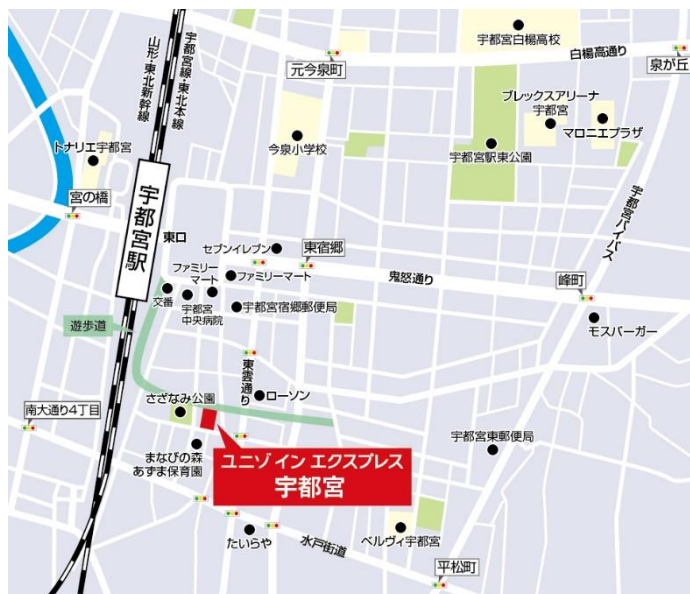 宇都宮白楊高校
白楊高通り
泉が丘
元今泉町
山形・東北新幹線
宇都宮線・東北本線
ブレックスアリーナ
宇都宮
マロニエプラザ
今泉小学校
宇都宮駅東公園
トナリエ宇都宮
宮の橋
宇都宮駅
東口
宇都宮バイパス
セブンイレブン
東宿郷
鬼怒通り
峰町
ファミリー
マート
ファミリーマート
交番
宇都宮
中央病院
宇都宮宿郷郵便局
モスバーガー
遊歩道
東雲通り
ローソン
さざなみ公園
南大通り4丁目
まなびの森
あずま保育園
ユニゾ イン エクスプレス
宇都宮
宇都宮東郵便局
たいらや
水戸街道
ベルヴィ宇都宮
平松町